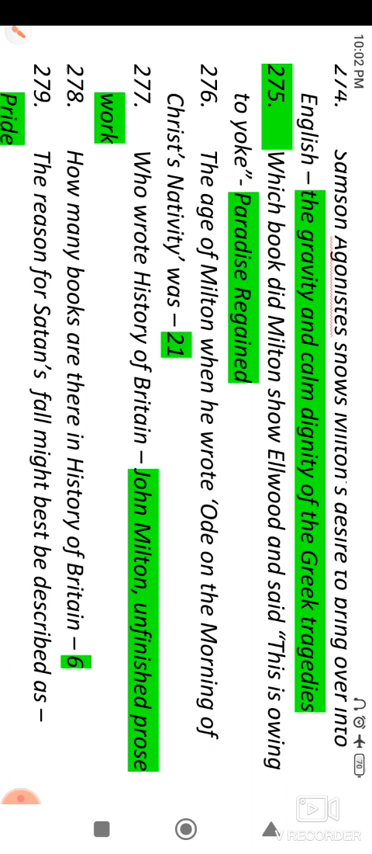 10:02 PM
70
274. Samson Agonistes shows Milton's desire to bring over into
English – the gravity and calm dignity of the Greek tragedies
275. Which book did Milton show Ellwood and said "This is owing
to yoke"- Paradise Regained
276. The age of Milton when he wrote 'Ode on the Morning of
Christ's Nativity' was – 21
277. Who wrote History of Britain – John Milton, unfinished prose
work
278. How many books are there in History of Britain – 6
279. The reason for Satan's fall might best be described as –
Pride
V RECORDER